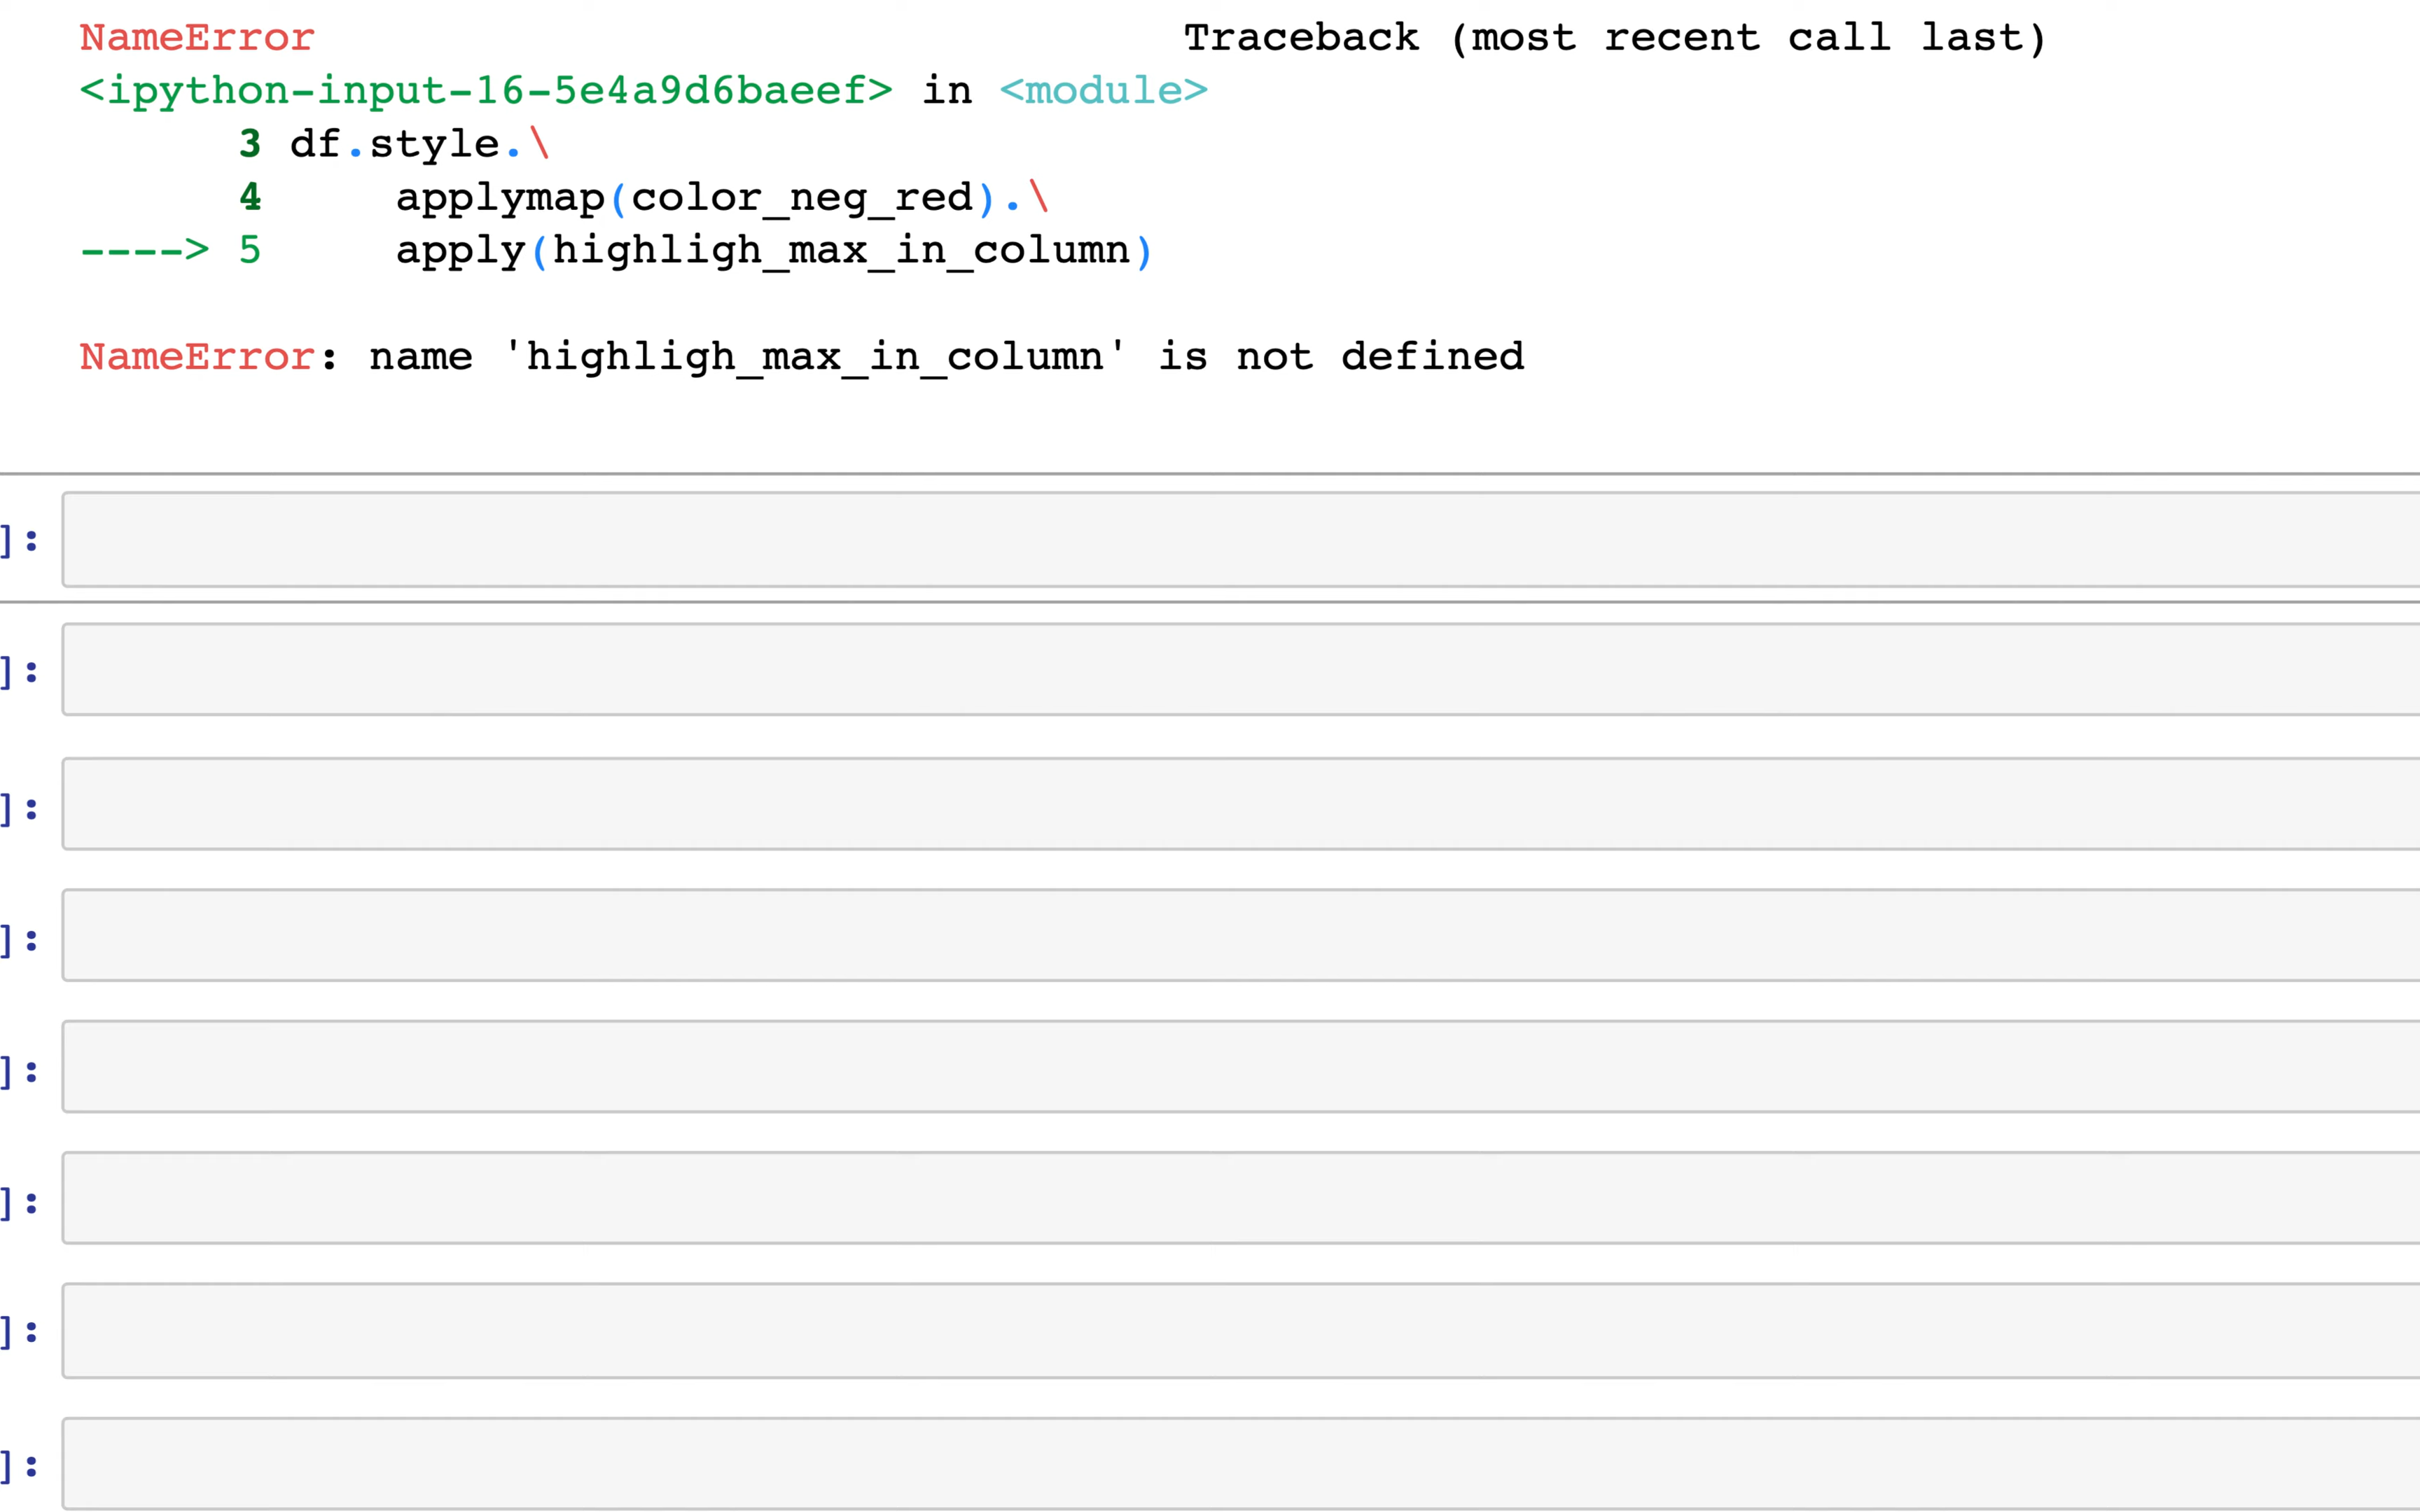 NameError Traceback (most recent call last)
<ipython-input-16-5e4a9d6baeef> in <module>
3 df.style.\
4 applymap(color_neg_red).\
----> 5 apply(highligh_max_in_column)
NameError: name 'highligh_max_in_column' is not defined
]:
]:
]:
]:
]:
]:
]:
]: